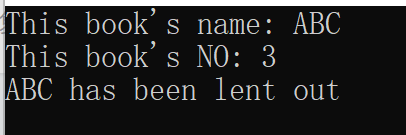 This book's name: ABC
This book's NO: 3
ABC has been lent out